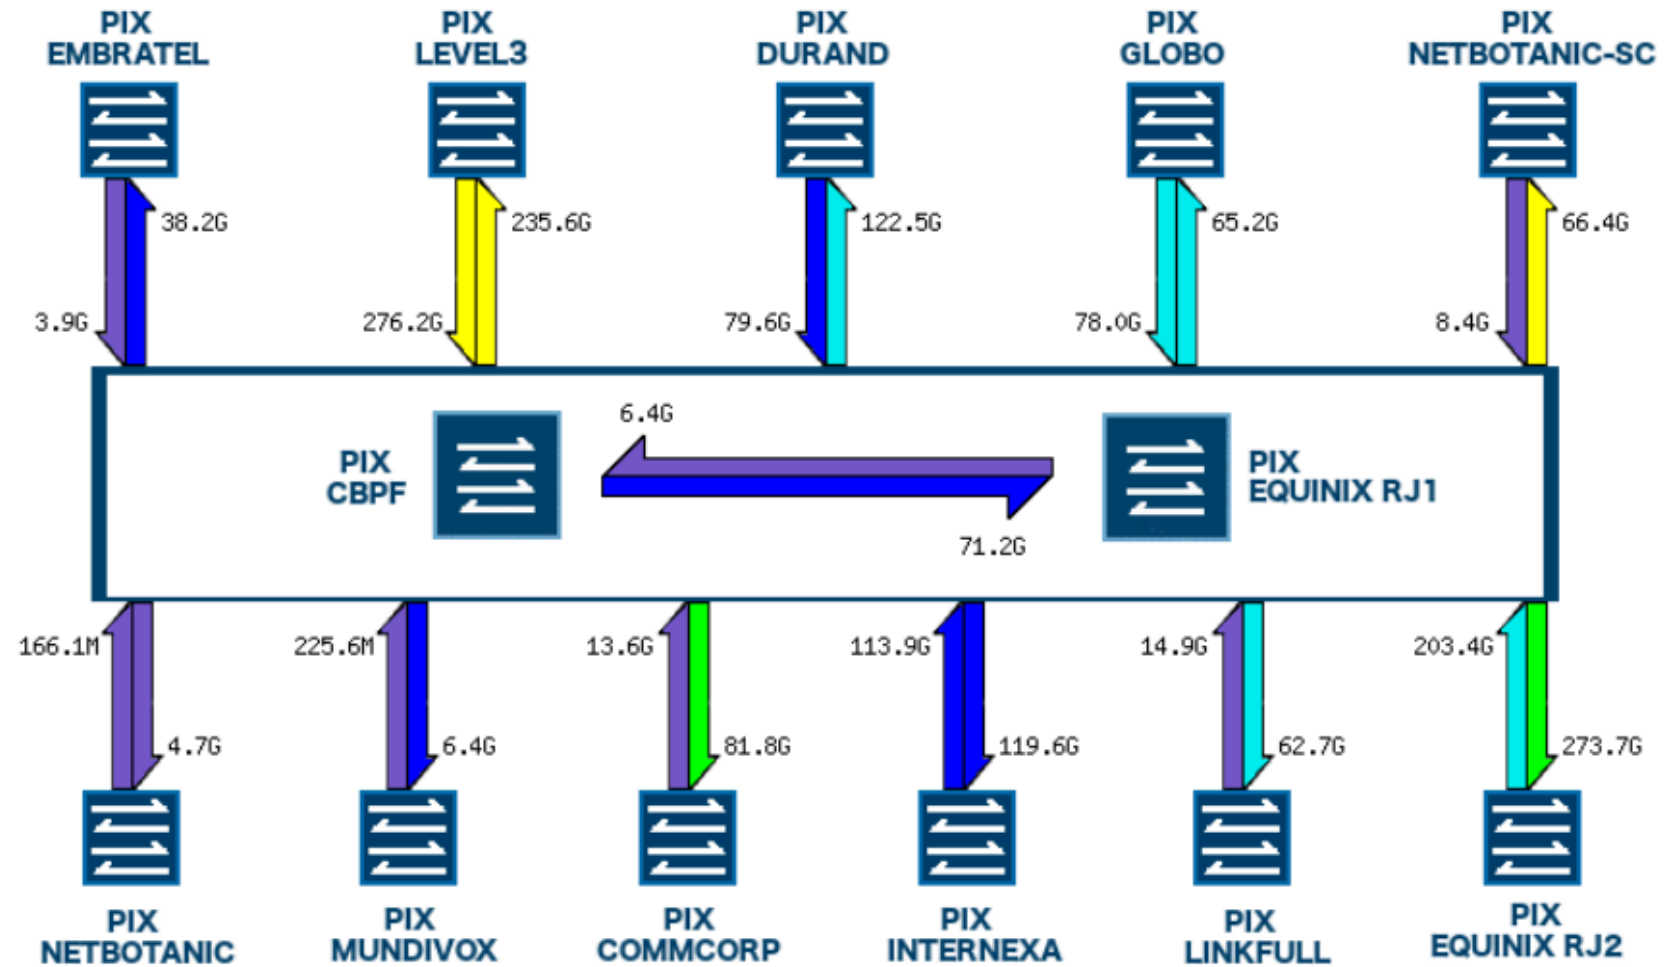 PIX
EMBRATEL
PIX
LEVEL3
PIX
DURAND
PIX
GLOBO
PIX
NETBOTANIC-SC
38.2G
235.6G
122.5G
65.2G
66.4G
3.9G
276.2G
79.6G
78.0G
8.4G
6.4G
PIX
CBPF
PIX
EQUINIX RJ1
71.2G
166.1M
225.6M
13.6G
113.9G
14.9G
203.4G
4.7G
6.4G
81.8G
119.6G
62.7G
273.7G
PIX
NETBOTANIC
PIX
MUNDIVOX
PIX
COMMCORP
PIX
INTERNEXA
PIX
LINKFULL
PIX
EQUINIX RJ2